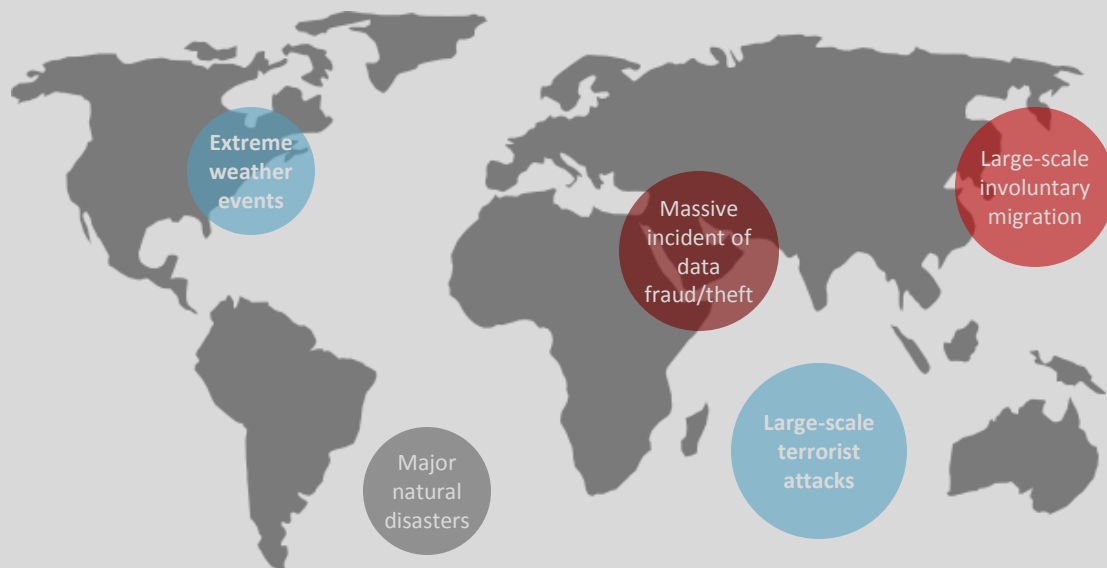 Extreme
weather
events
Large-scale
involuntary
migration
Massive
incident of
data
fraud/theft
Large-scale
terrorist
attacks
Major
natural
disasters